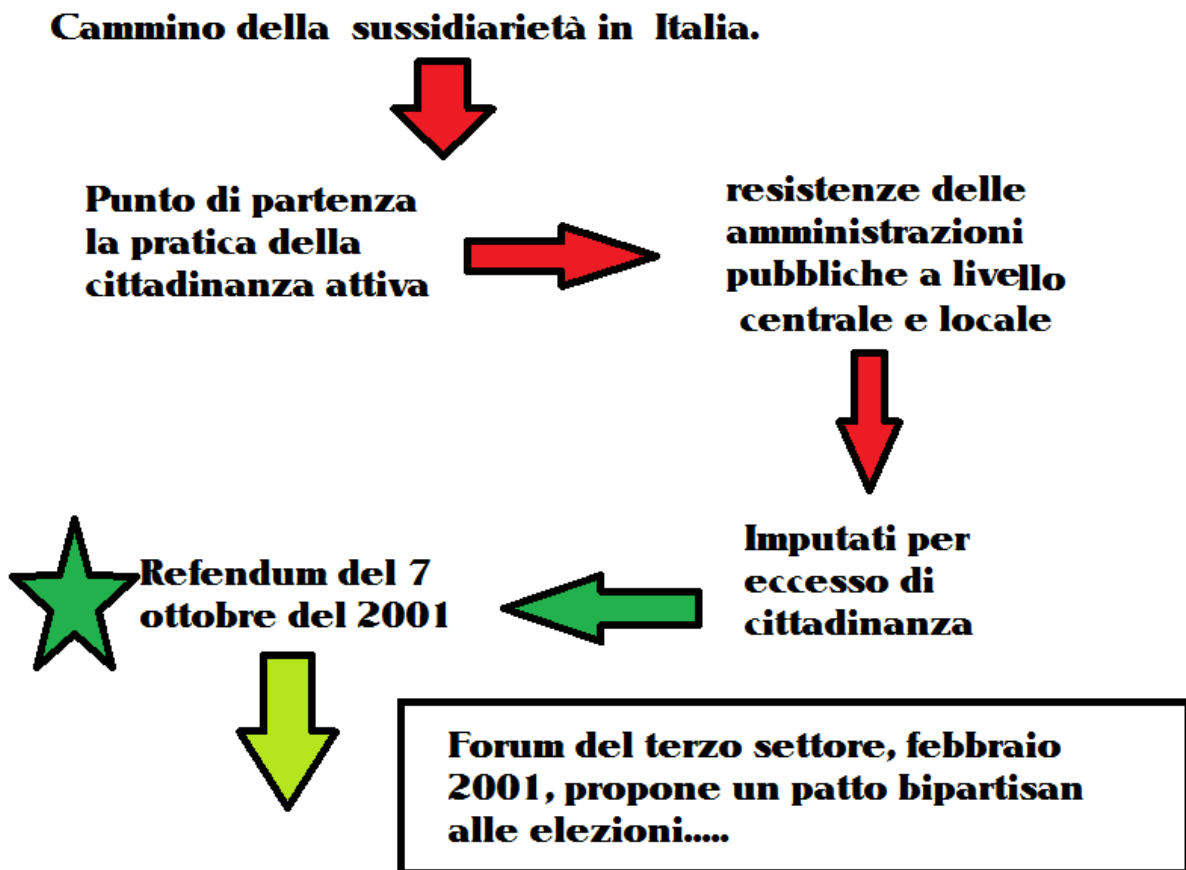 Cammino della sussidiarietà in Italia.
Punto di partenza
la pratica della
cittadinanza attiva
resistenze delle
amministrazioni
pubbliche a livello
centrale e locale
Imputati per
eccesso di
cittadinanza
Refendum del 7
ottobre del 2001
Forum del terzo settore, febbraio
2001, propone un patto bipartisan
alle elezioni.....